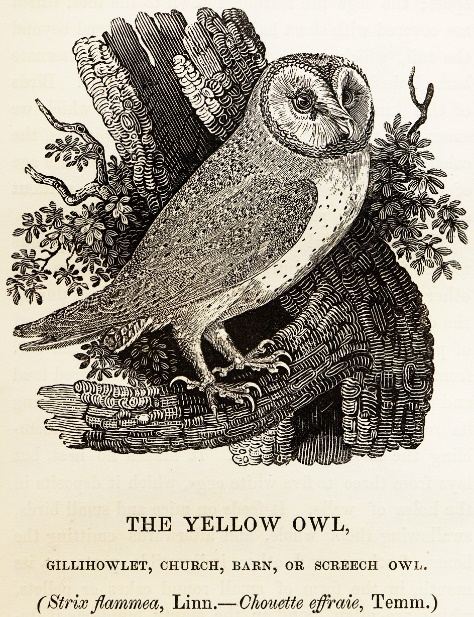 THE YELLOW OWL,
GILLIHOWLET, CHURCH, BARN, OR SCREECH OWL.
(Strix flammea, Linn.—Chouette effraie, Temm.)